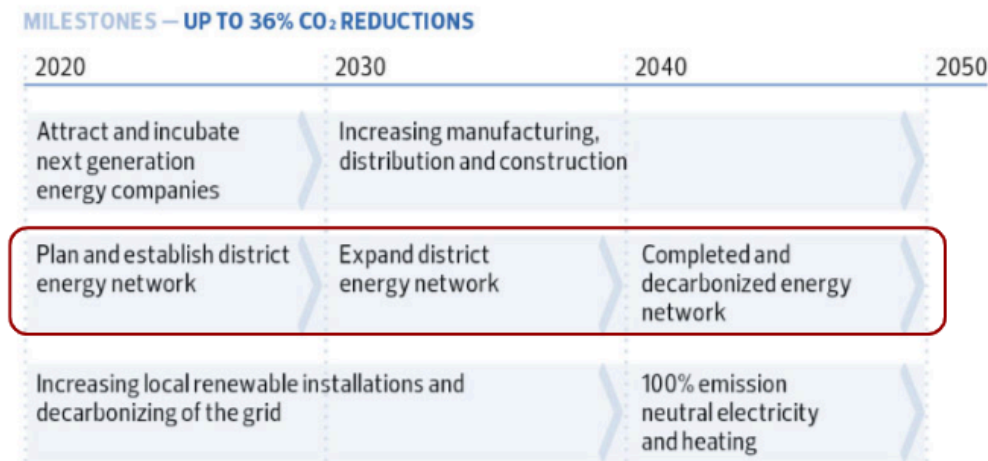 MILESTONES — UP TO 36% CO₂ REDUCTIONS
2020 2030 2040 2050
Attract and incubate
next generation
energy companies
Increasing manufacturing,
distribution and construction
Plan and establish district
energy network
Expand district
energy network
Completed and
decarbonized energy
network
Increasing local renewable installations and
decarbonizing of the grid
100% emission
neutral electricity
and heating